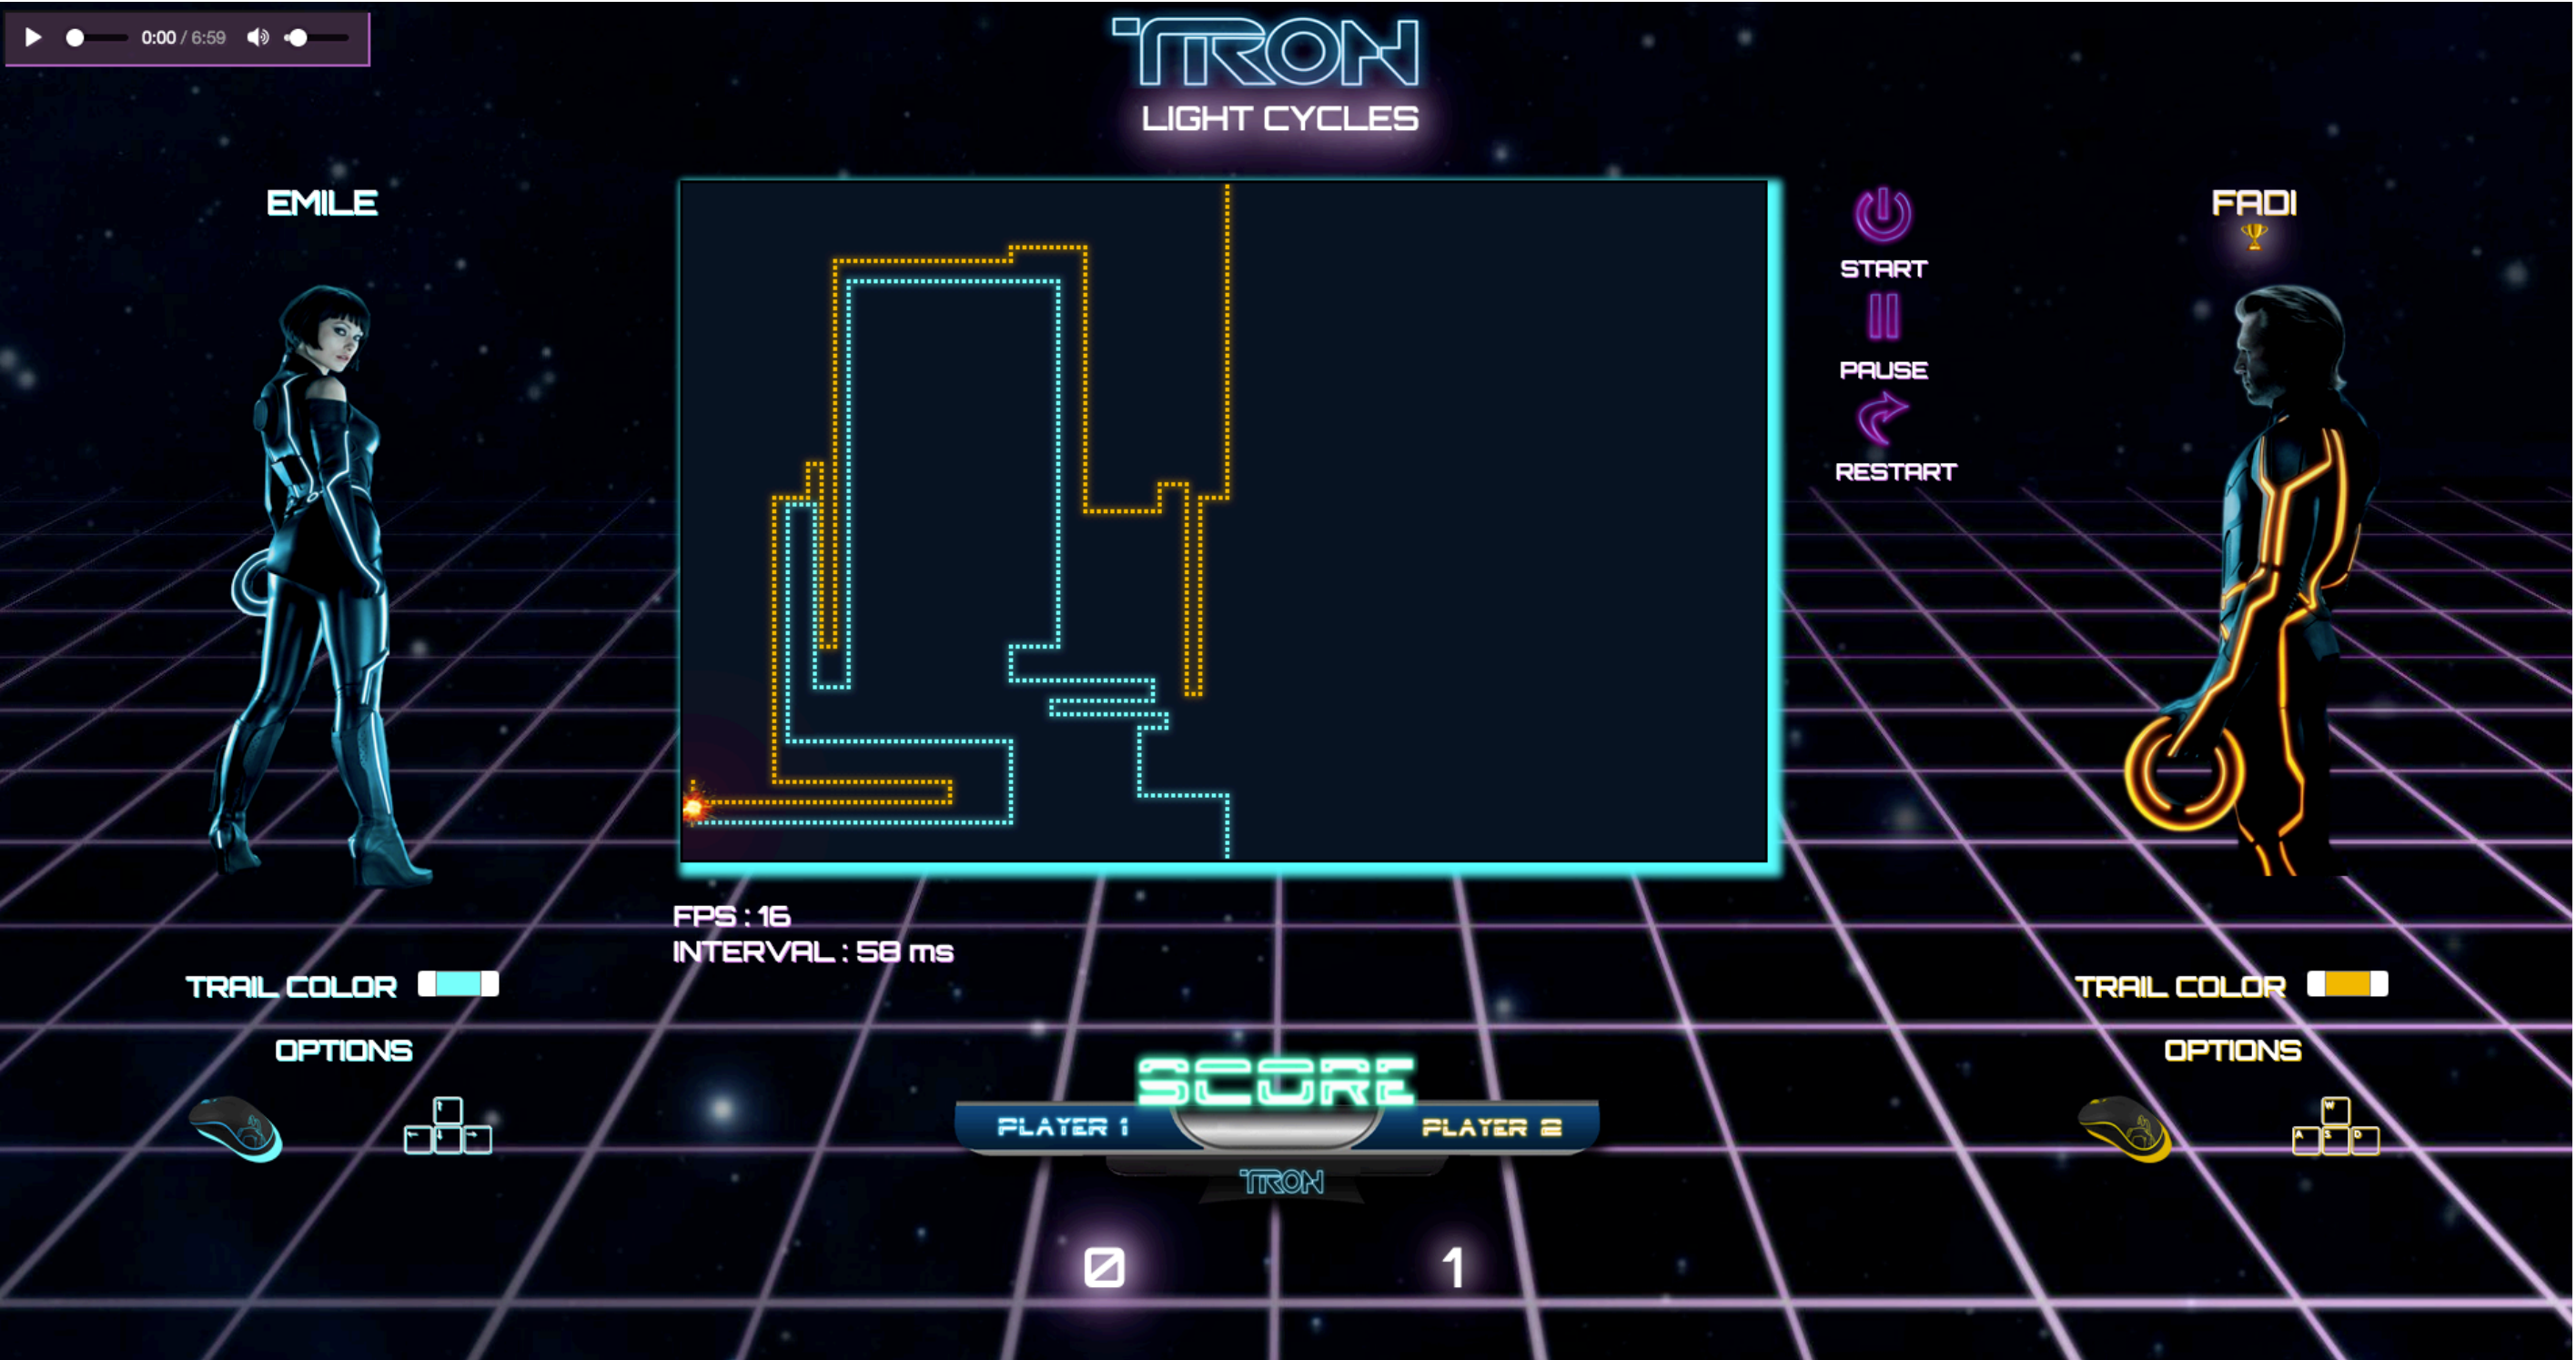 0:00 / 6:59
TRON
LIGHT CYCLES
EMILE
FADI
START
PAUSE
RESTART
FPS : 16
INTERVAL : 58 ms
TRAIL COLOR
TRAIL COLOR
OPTIONS
OPTIONS
SCORE
PLAYER 1
PLAYER 2
W
A S D
TRON
0
1